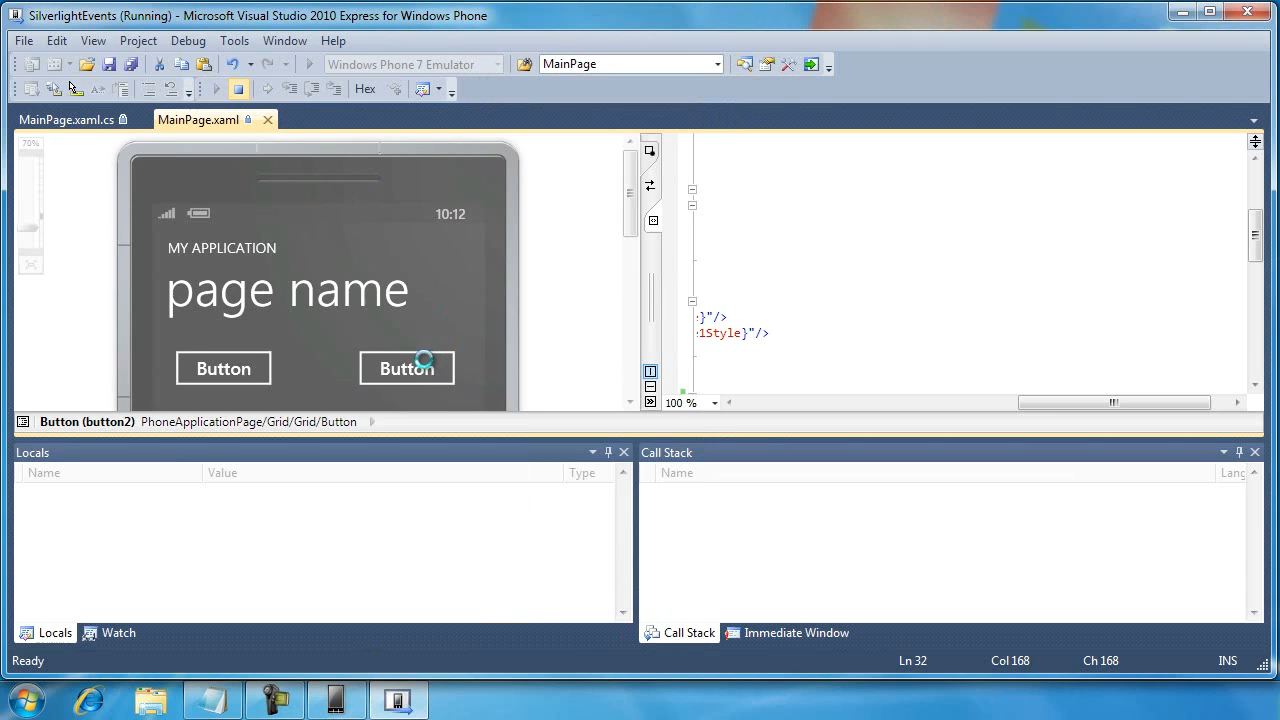 SilverlightEvents (Running) - Microsoft Visual Studio 2010 Express for Windows Phone
File Edit View Project Debug Tools Window Help
Windows Phone 7 Emulator MainPage
Hex
MainPage.xaml.cs MainPage.xaml
79%
10:12
MY APPLICATION
page name
Button Button
}"/>
1Style}"/>
100 %
Button (button2) PhoneApplicationPage/Grid/Grid/Button
Locals Call Stack
Name Value Type Name Lang
Locals Watch Call Stack Immediate Window
Ready Ln 32 Col 168 Ch 168 INS